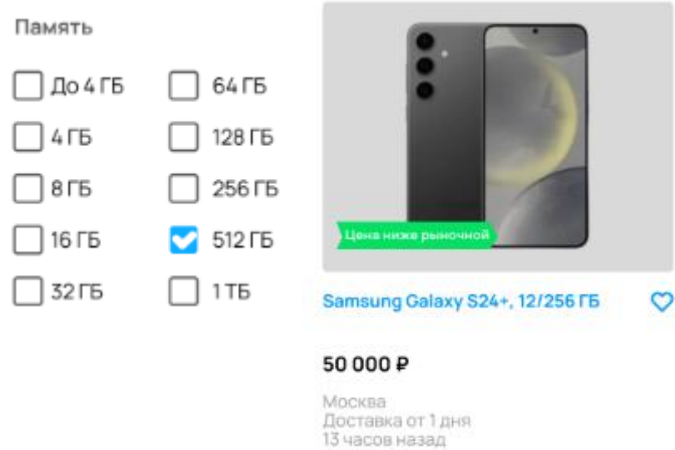 Память
До 4 ГБ
64 ГБ
4 ГБ
128 ГБ
8 ГБ
256 ГБ
16 ГБ
512 ГБ
32 ГБ
1 ТБ
Цена ниже рыночной
Samsung Galaxy S24+, 12/256 ГБ
50 000 ₽
Москва
Доставка от 1 дня
13 часов назад